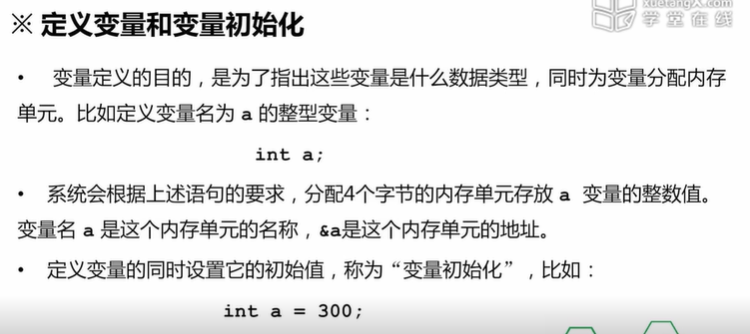 ※ 定义变量和变量初始化
xuetangx.com
学堂在线
• 变量定义的目的，是为了指出这些变量是什么数据类型，同时为变量分配内存
单元。比如定义变量名为 a 的整型变量：
int a;
• 系统会根据上述语句的要求，分配4个字节的内存单元存放 a 变量的整数值。
变量名 a 是这个内存单元的名称，&a是这个内存单元的地址。
• 定义变量的同时设置它的初始值，称为“变量初始化”，比如：
int a = 300;